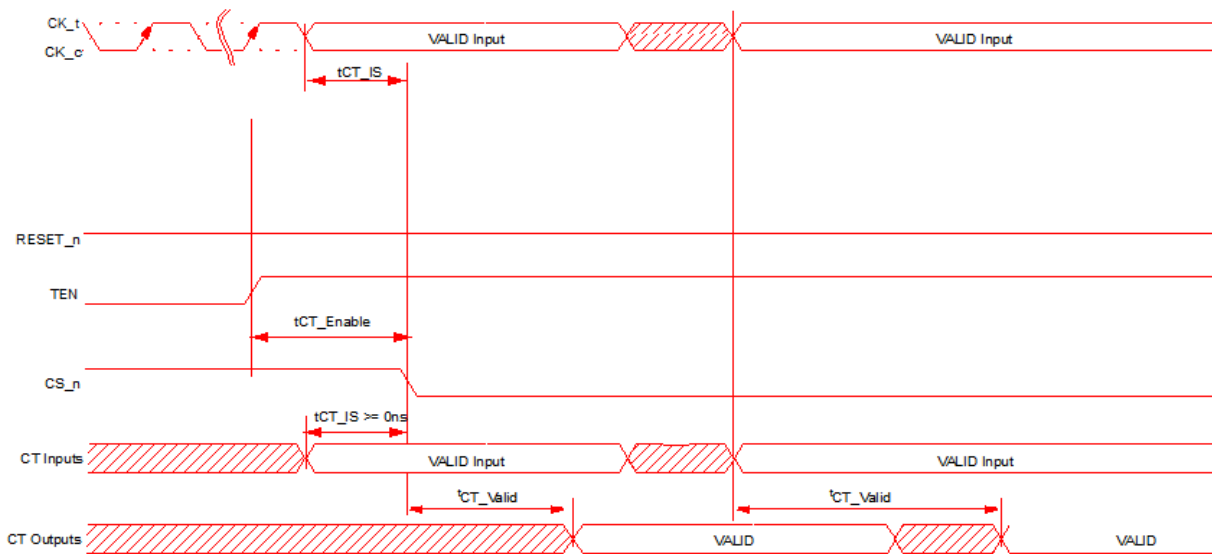 CK_t
CK_c
VALID Input
VALID Input
tCT_IS
RESET_n
TEN
tCT_Enable
CS_n
tCT_IS >= 0ns
CT Inputs
VALID Input
VALID Input
tCT_Valid
tCT_Valid
CT Outputs
VALID
VALID